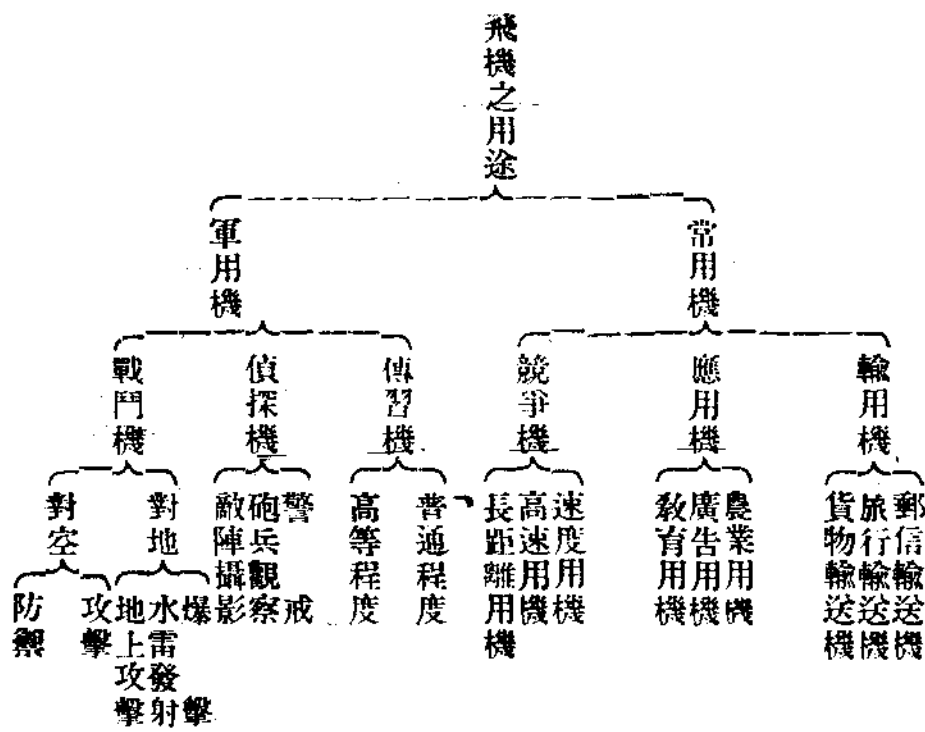 飛機之用途
常用機
軍用機
輸用機
應用機
競爭機
傳習機
偵探機
戰鬥機
郵信輸送機
旅行輸送機
貨物輸送機
農業用機
廣告用機
教育用機
速度用機
高速用機
長距離用機
普通程度
高等程度
警戒
砲兵觀察
敵陣攝影
對地
對空
爆擊
水雷發射
地上攻擊
攻擊
防禦